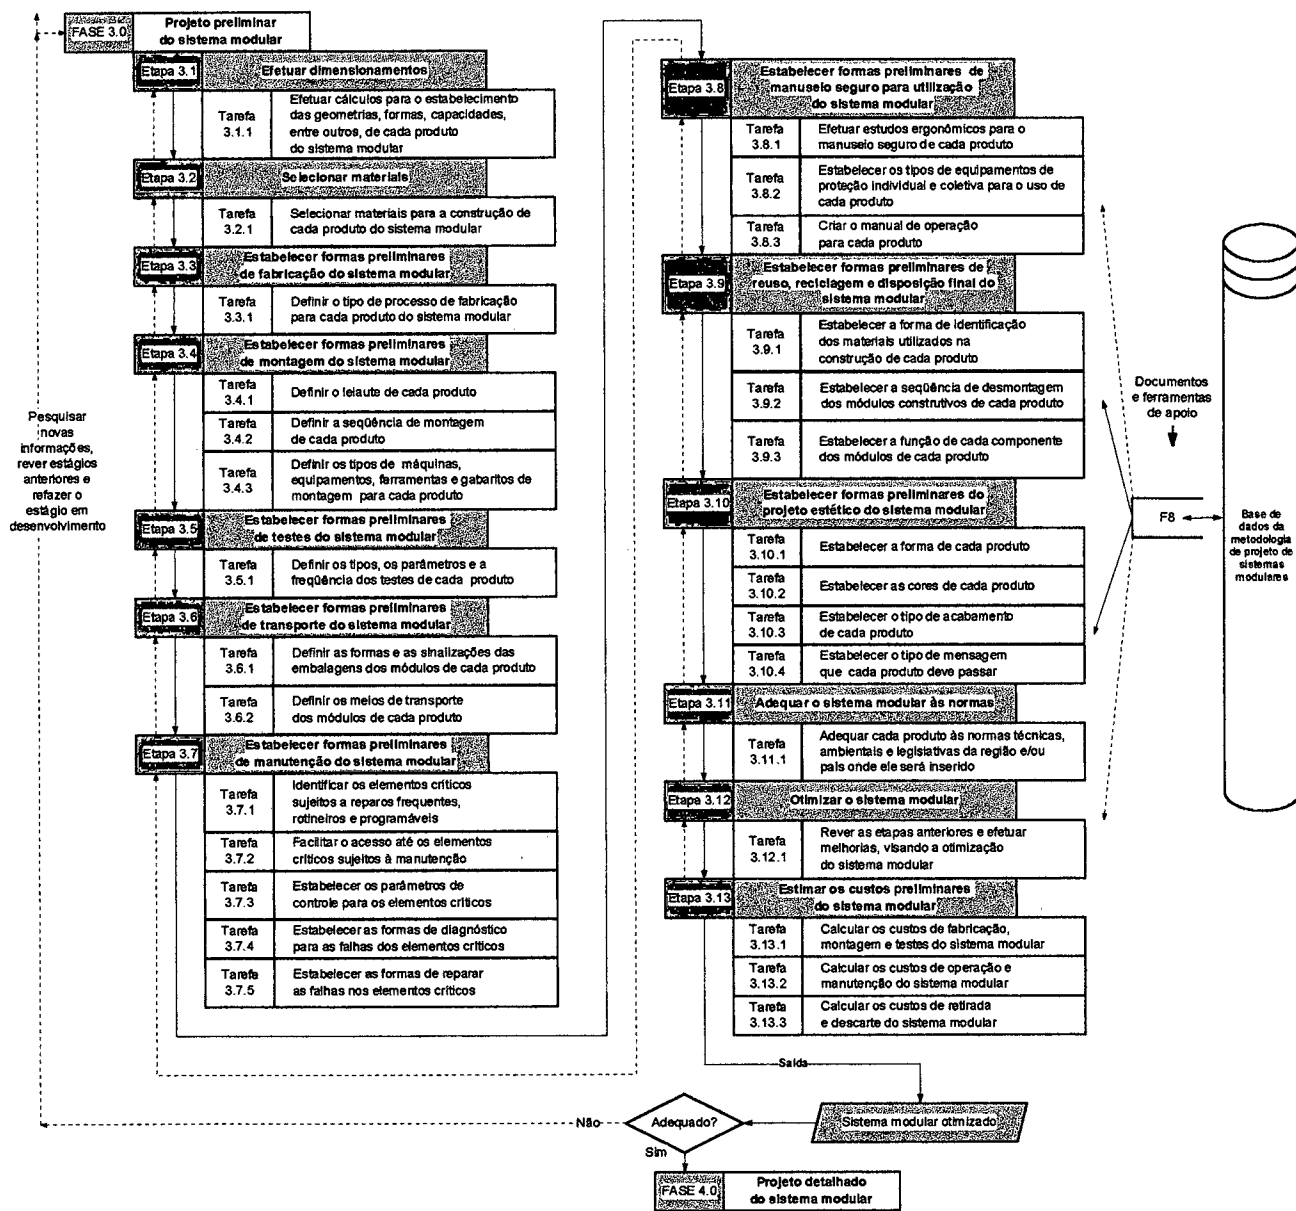 FASE 3.0
Projeto preliminar
do sistema modular
Etapa 3.1
Efetuar dimensionamentos
Tarefa
3.1.1
Efetuar cálculos para o estabelecimento
das geometrias, formas, capacidades,
entre outros, de cada produto
do sistema modular
Etapa 3.2
Selecionar materiais
Tarefa
3.2.1
Selecionar materiais para a construção de
cada produto do sistema modular
Etapa 3.3
Estabelecer formas preliminares
de fabricação do sistema modular
Tarefa
3.3.1
Definir o tipo de processo de fabricação
para cada produto do sistema modular
Etapa 3.4
Estabelecer formas preliminares
de montagem do sistema modular
Tarefa
3.4.1
Definir o leiaute de cada produto
Tarefa
3.4.2
Definir a seqüência de montagem
de cada produto
Tarefa
3.4.3
Definir os tipos de máquinas,
equipamentos, ferramentas e gabaritos de
montagem para cada produto
Etapa 3.5
Estabelecer formas preliminares
de testes do sistema modular
Tarefa
3.5.1
Definir os tipos, os parâmetros e a
freqüência dos testes de cada produto
Etapa 3.6
Estabelecer formas preliminares
de transporte do sistema modular
Tarefa
3.6.1
Definir as formas e as sinalizações das
embalagens dos módulos de cada produto
Tarefa
3.6.2
Definir os meios de transporte
dos módulos de cada produto
Etapa 3.7
Estabelecer formas preliminares
de manutenção do sistema modular
Tarefa
3.7.1
Identificar os elementos críticos
sujeitos a reparos frequentes,
rotineiros e programáveis
Tarefa
3.7.2
Facilitar o acesso até os elementos
críticos sujeitos à manutenção
Tarefa
3.7.3
Estabelecer os parâmetros de
controle para os elementos críticos
Tarefa
3.7.4
Estabelecer as formas de diagnóstico
para as falhas dos elementos críticos
Tarefa
3.7.5
Estabelecer as formas de reparar
as falhas nos elementos críticos
Pesquisar
novas
informações,
rever estágios
anteriores e
refazer o
estágio em
desenvolvimento
Etapa 3.8
Estabelecer formas preliminares de
manuseio seguro para utilização
do sistema modular
Tarefa
3.8.1
Efetuar estudos ergonômicos para o
manuseio seguro de cada produto
Tarefa
3.8.2
Estabelecer os tipos de equipamentos de
proteção individual e coletiva para o uso de
cada produto
Tarefa
3.8.3
Criar o manual de operação
para cada produto
Etapa 3.9
Estabelecer formas preliminares de
reuso, reciclagem e disposição final do
sistema modular
Tarefa
3.9.1
Estabelecer a forma de identificação
dos materiais utilizados na
construção de cada produto
Tarefa
3.9.2
Estabelecer a seqüência de desmontagem
dos módulos construtivos de cada produto
Tarefa
3.9.3
Estabelecer a função de cada componente
dos módulos de cada produto
Etapa 3.10
Estabelecer formas preliminares do
projeto estético do sistema modular
Tarefa
3.10.1
Estabelecer a forma de cada produto
Tarefa
3.10.2
Estabelecer as cores de cada produto
Tarefa
3.10.3
Estabelecer o tipo de acabamento
de cada produto
Tarefa
3.10.4
Estabelecer o tipo de mensagem
que cada produto deve passar
Etapa 3.11
Adequar o sistema modular às normas
Tarefa
3.11.1
Adequar cada produto às normas técnicas,
ambientais e legislativas da região e/ou
país onde ele será inserido
Etapa 3.12
Otimizar o sistema modular
Tarefa
3.12.1
Rever as etapas anteriores e efetuar
melhorias, visando a otimização
do sistema modular
Etapa 3.13
Estimar os custos preliminares
do sistema modular
Tarefa
3.13.1
Calcular os custos de fabricação,
montagem e testes do sistema modular
Tarefa
3.13.2
Calcular os custos de operação e
manutenção do sistema modular
Tarefa
3.13.3
Calcular os custos de retirada
e descarte do sistema modular
Documentos
e ferramentas
de apoio
F8
Base de
dados da
metodologia
de projeto de
sistemas
modulares
Saída
Sistema modular otimizado
Adequado?
Não
Sim
FASE 4.0
Projeto detalhado
do sistema modular